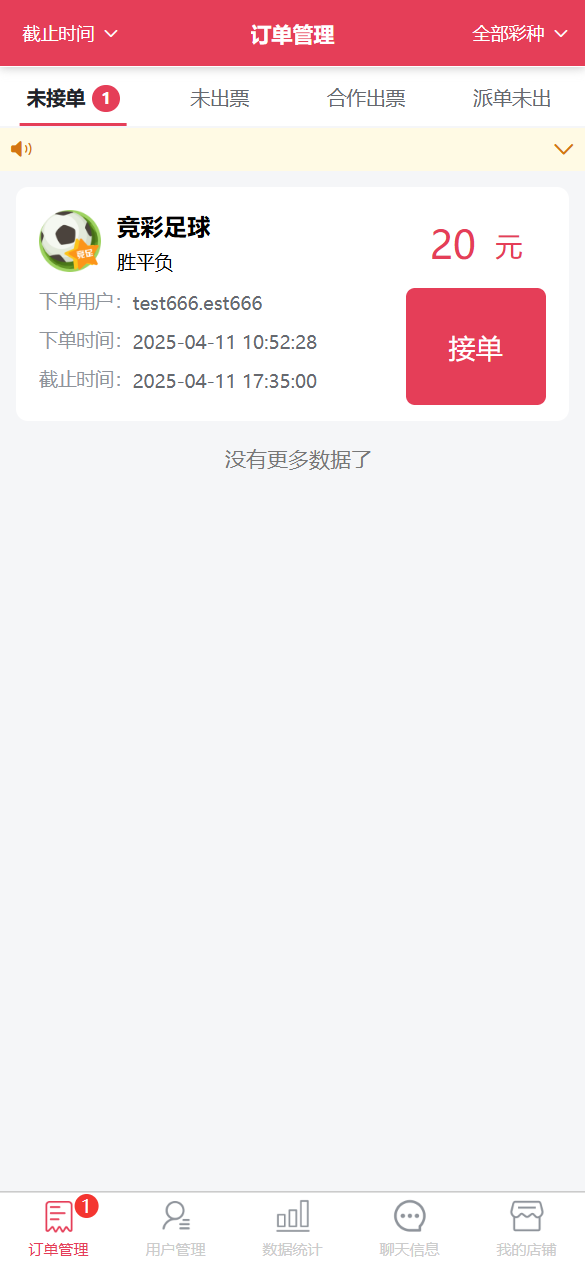 截止时间
订单管理
全部彩种
未接单 1
未出票
合作出票
派单未出
竞彩足球
竞足
胜平负
20 元
下单用户：test666.est666
下单时间：2025-04-11 10:52:28
截止时间：2025-04-11 17:35:00
接单
没有更多数据了
1
订单管理
用户管理
数据统计
聊天信息
我的店铺